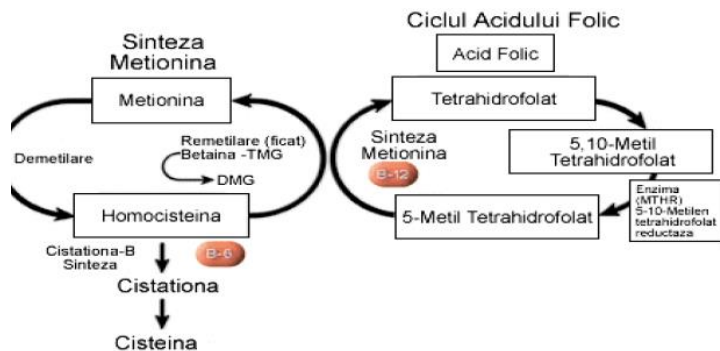 Ciclul Acidului Folic
Acid Folic
Sinteza
Metionina
Metionina
Tetrahidrofolat
Demetilare
Remetilare (ficat)
Betaina -TMG
DMG
Sinteza
Metionina
B-12
5,10-Metil
Tetrahidrofolat
Homocisteina
5-Metil Tetrahidrofolat
Enzima
(MTHR)
5-10-Metilen
tetrahidrofolat
reductaza
Cistationa-B
Sinteza
B-6
Cistationa
Cisteina